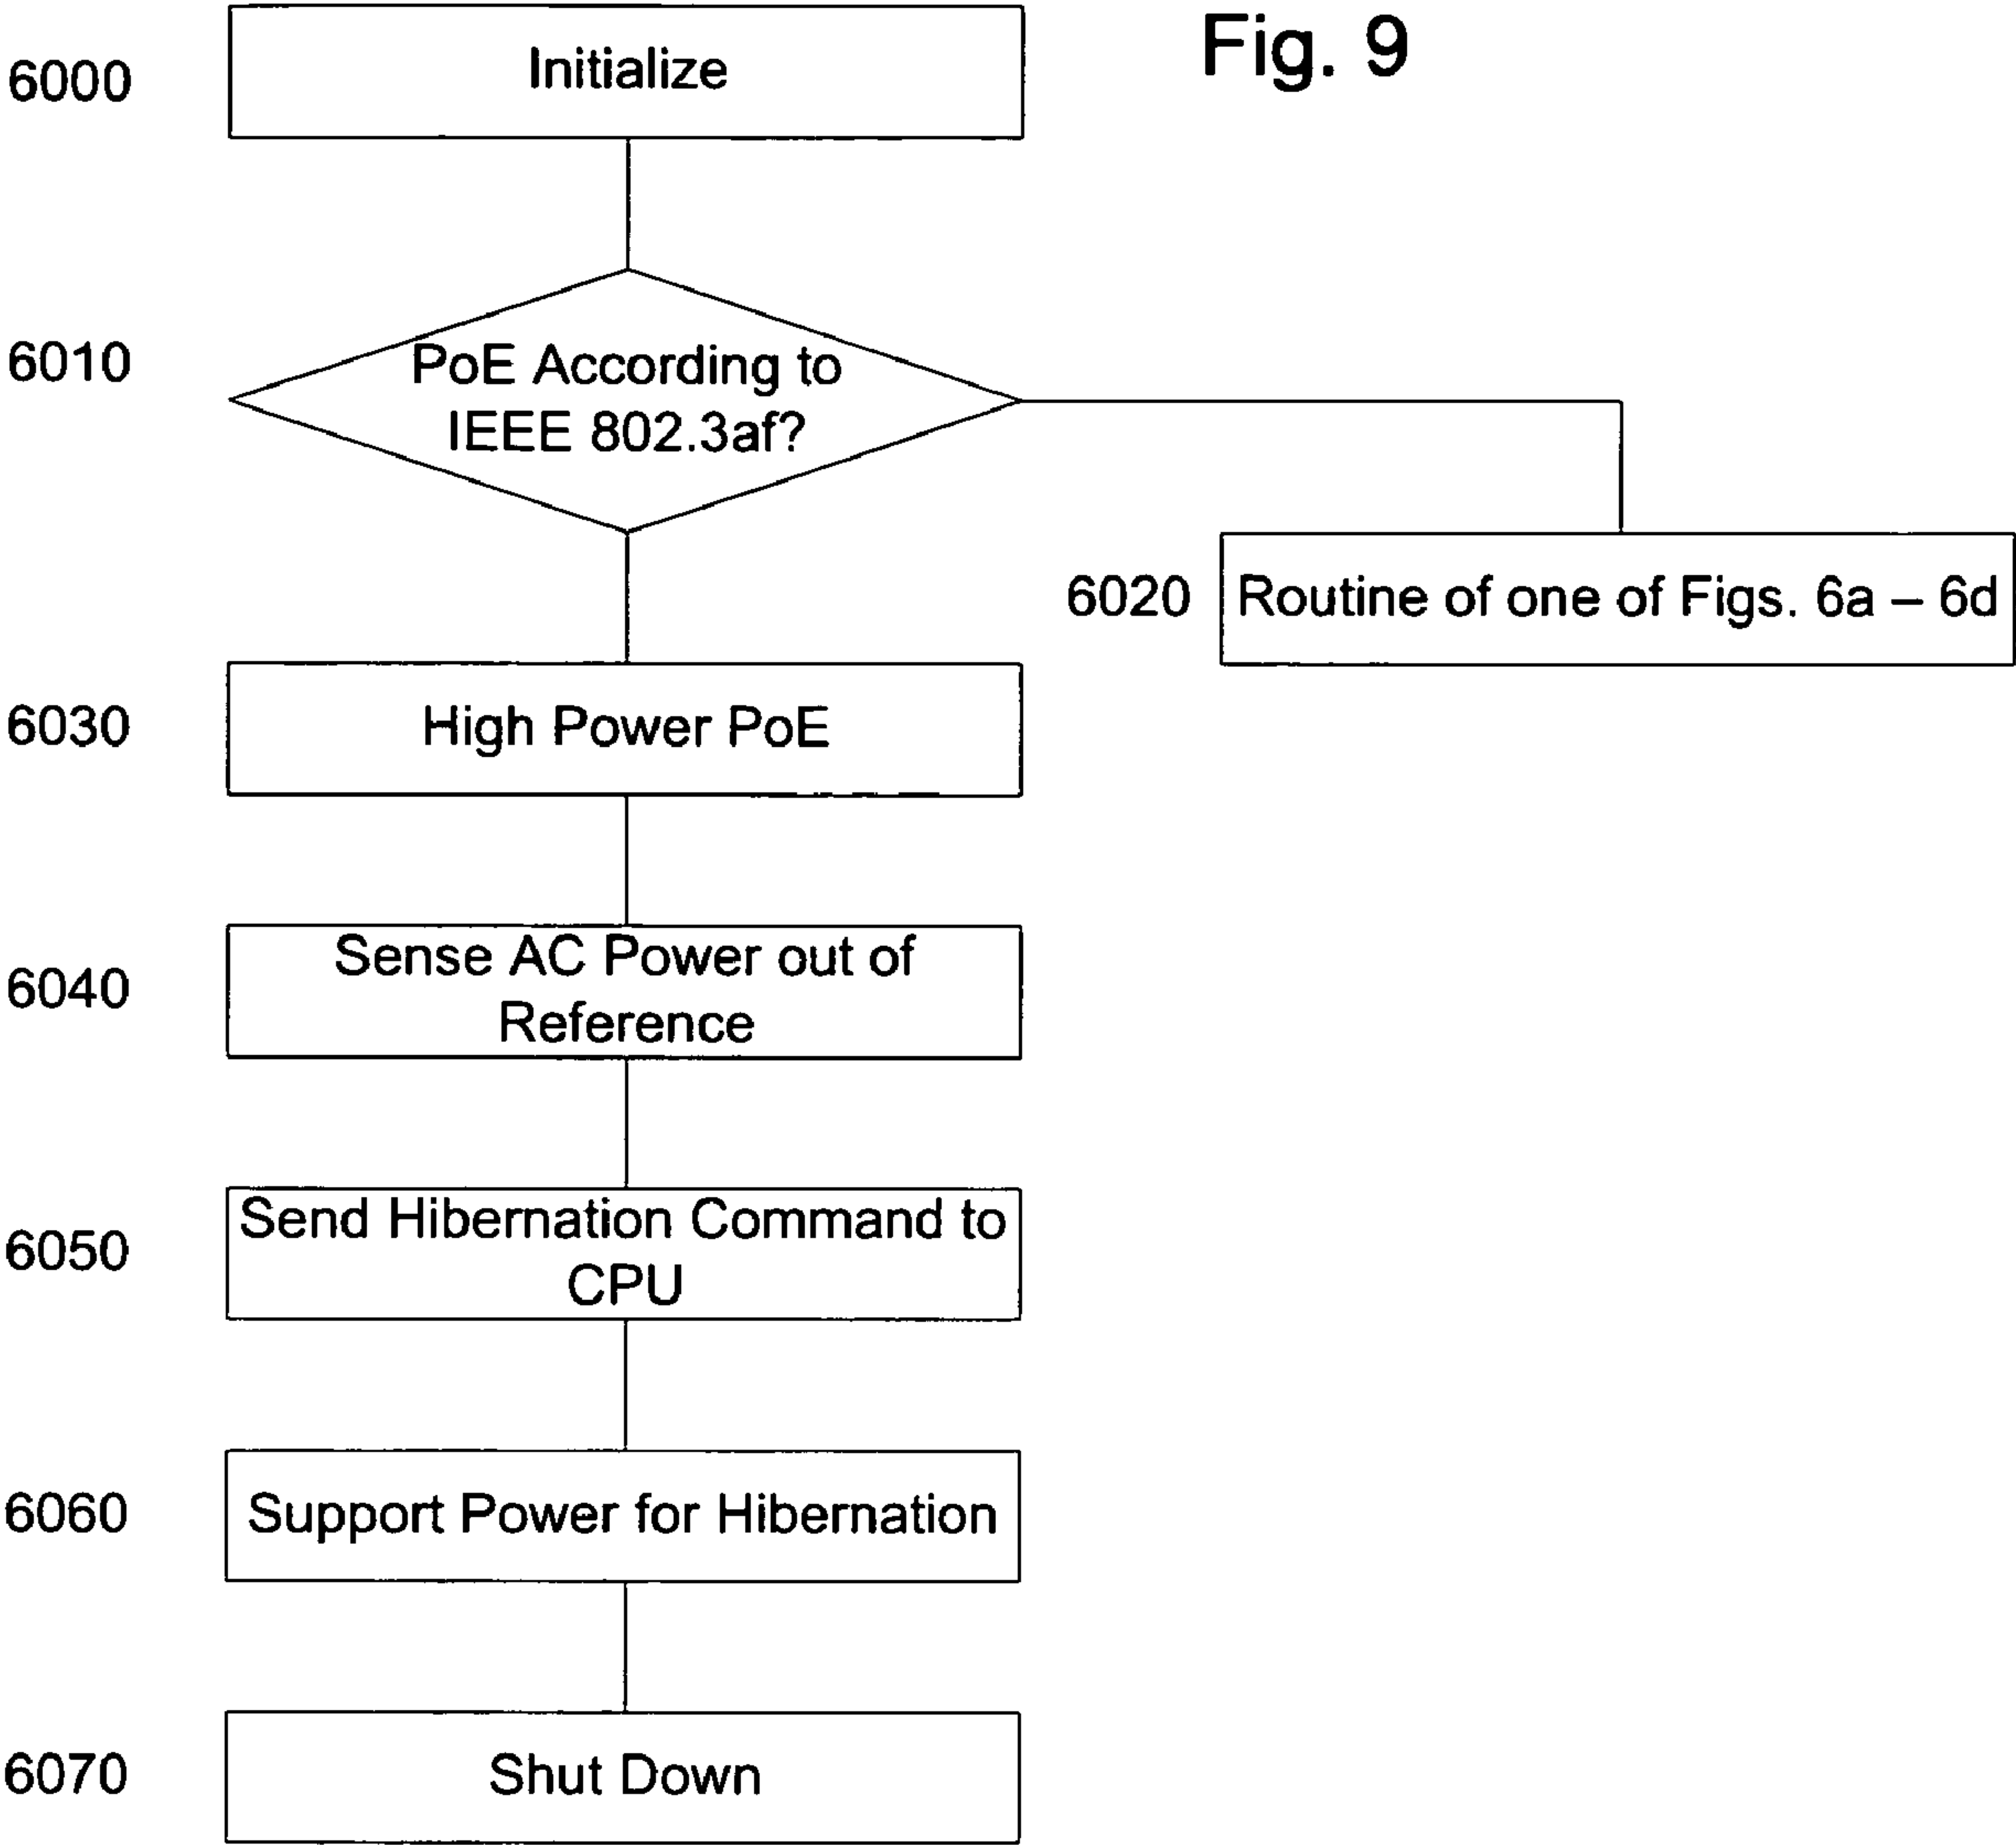 Fig. 9
6000
Initialize
6010
PoE According to
IEEE 802.3af?
6020
Routine of one of Figs. 6a – 6d
6030
High Power PoE
6040
Sense AC Power out of
Reference
6050
Send Hibernation Command to
CPU
6060
Support Power for Hibernation
6070
Shut Down